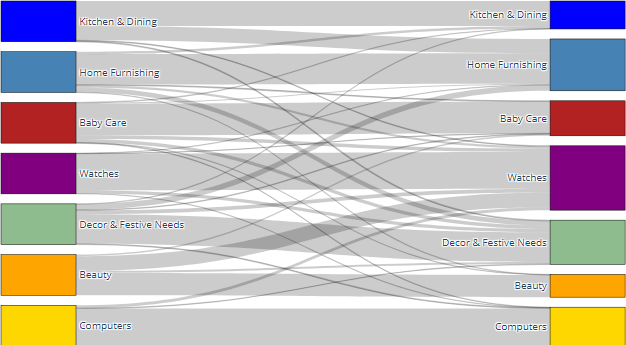 Kitchen & Dining
Home Furnishing
Baby Care
Watches
Decor & Festive Needs
Beauty
Computers
Kitchen & Dining
Home Furnishing
Baby Care
Watches
Decor & Festive Needs
Beauty
Computers